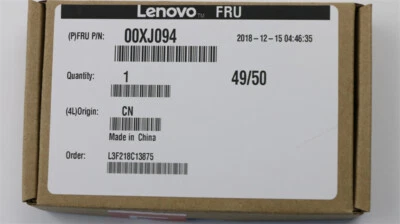 Lenovo™ FRU
(P)FRU P/N: 00XJ094 2018-12-15 04:46:35
Quantity: 1 49/50
(4L)Origin: CN
Made in China
Order: L3F218C13875